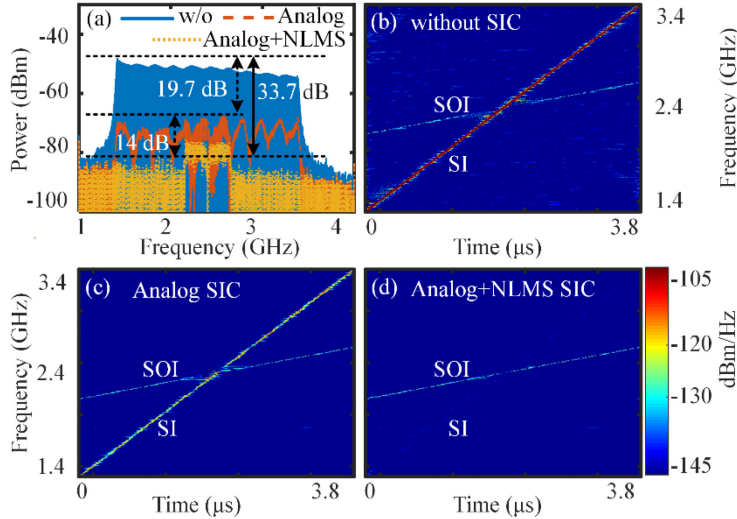 (a) w/o Analog
Analog+NLMS
Power (dBm)
-40
-60
-80
-100
19.7 dB
33.7 dB
14 dB
1 2 3 4
Frequency (GHz)
(b) without SIC
SOI
SI
3.4
2.4
1.4
Frequency (GHz)
0 3.8
Time (μs)
(c) Analog SIC
SOI
SI
Frequency (GHz)
3.4
2.4
1.4
0 3.8
Time (μs)
(d) Analog+NLMS SIC
SOI
SI
0 3.8
Time (μs)
-105
-120
-130
-145
dBm/Hz